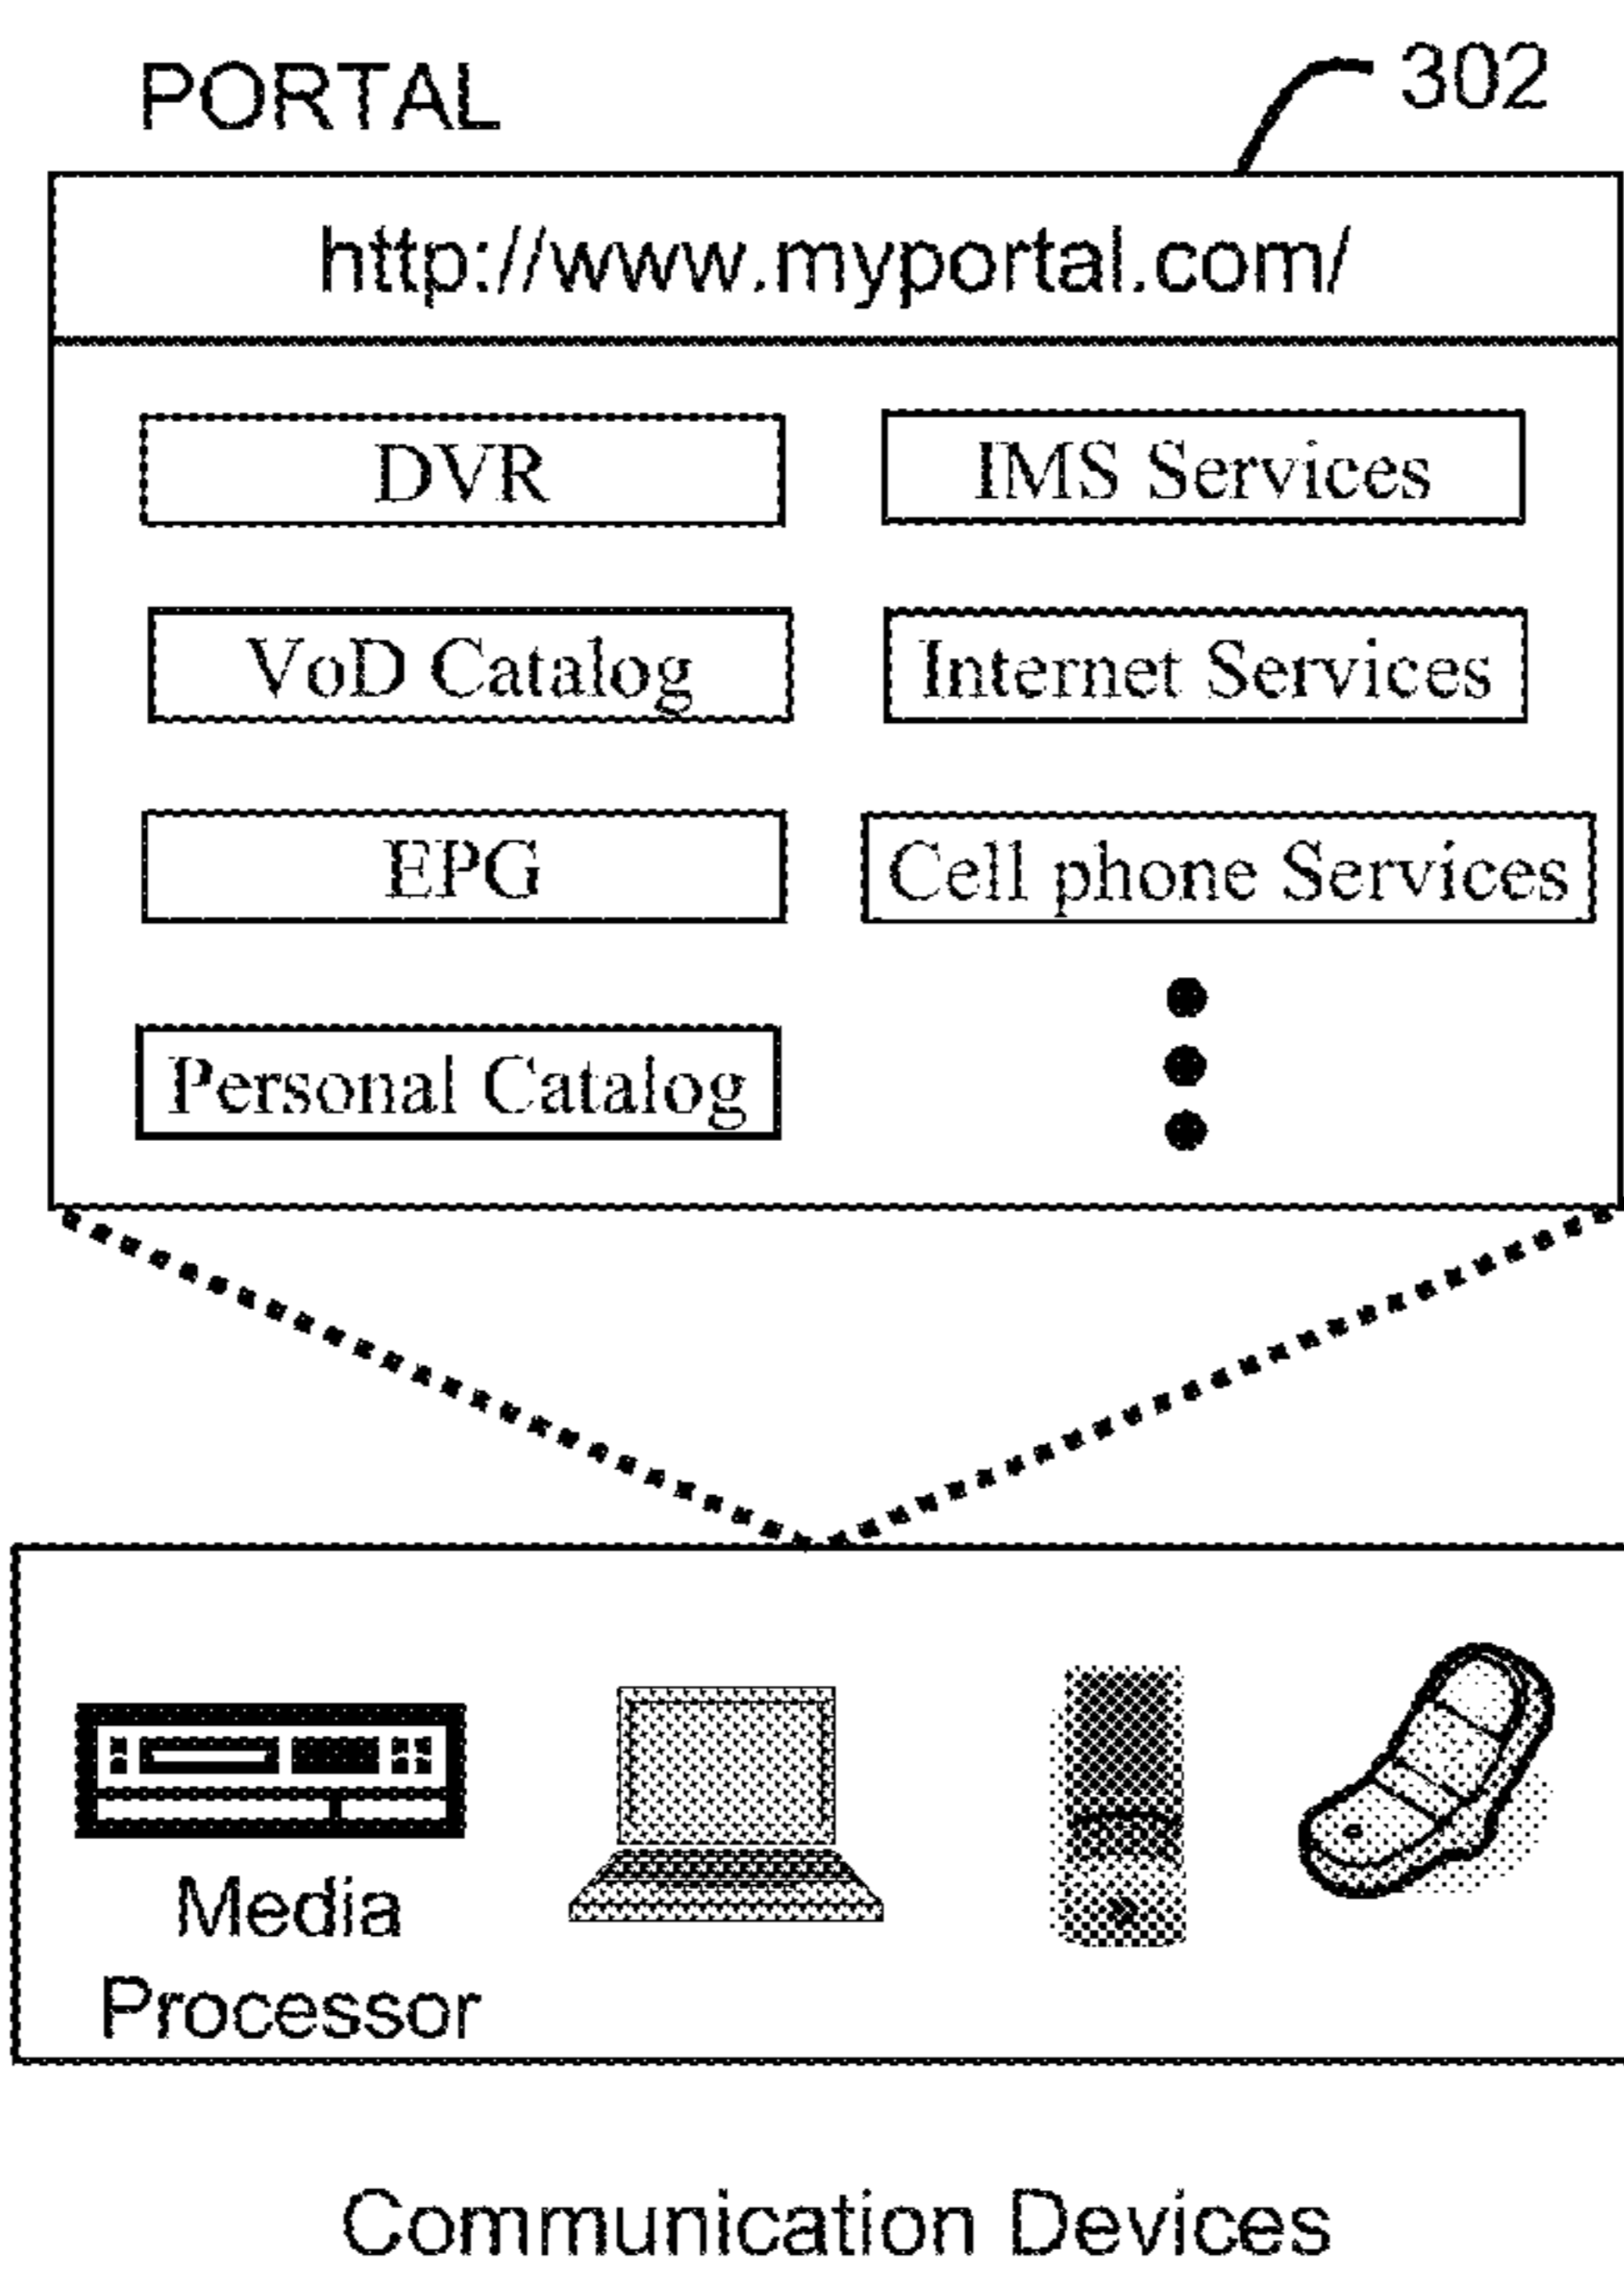 PORTAL
302
http://www.myportal.com/
DVR
IMS Services
VoD Catalog
Internet Services
EPG
Cell phone Services
Personal Catalog
Media
Processor
Communication Devices